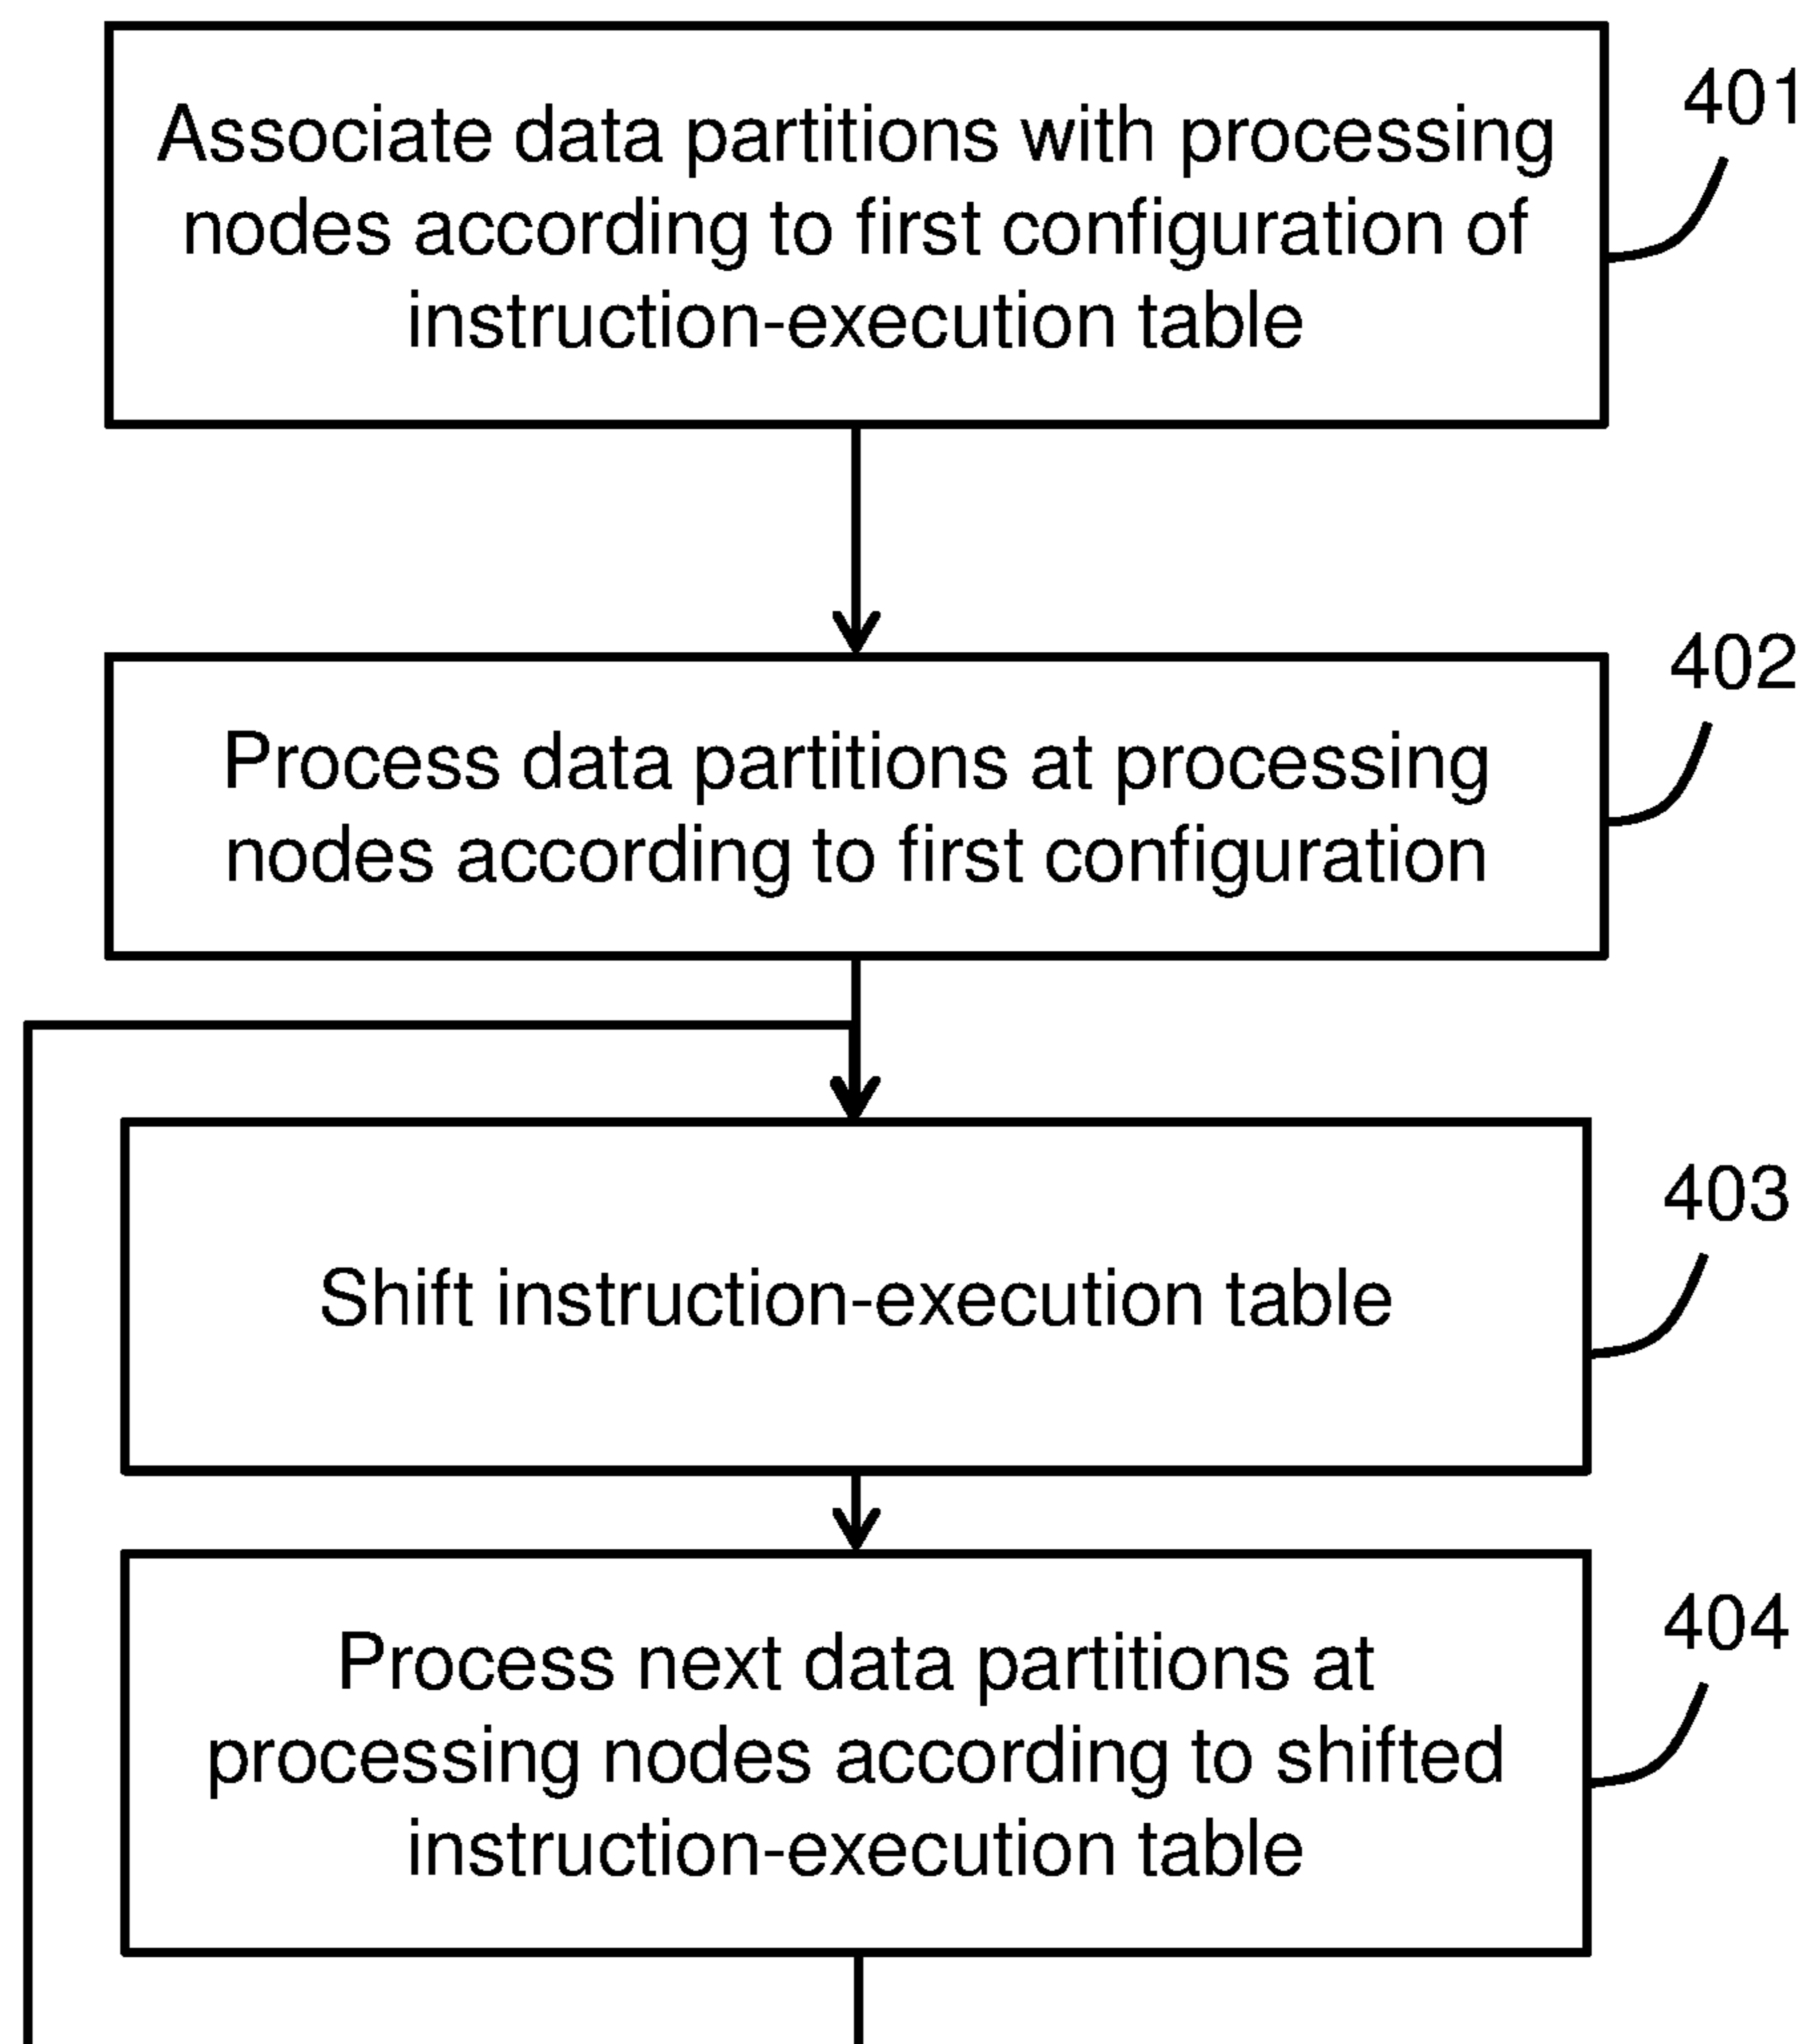 401
Associate data partitions with processing
nodes according to first configuration of
instruction-execution table
402
Process data partitions at processing
nodes according to first configuration
403
Shift instruction-execution table
404
Process next data partitions at
processing nodes according to shifted
instruction-execution table